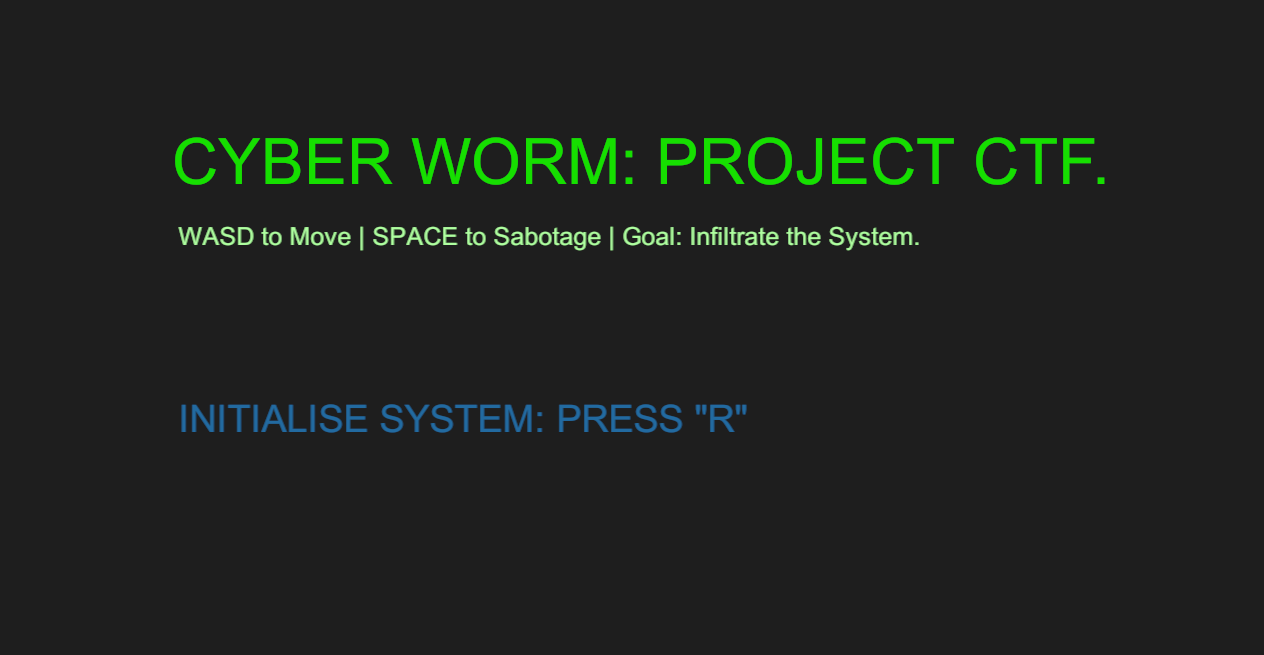 CYBER WORM: PROJECT CTF.
WASD to Move | SPACE to Sabotage | Goal: Infiltrate the System.
INITIALISE SYSTEM: PRESS "R"